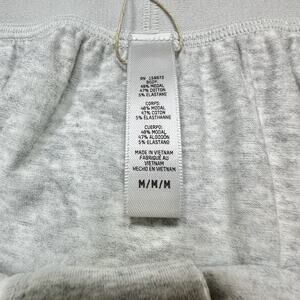 BODY:
48% MODAL
47% COTTON
5% ELASTANE
CORPS:
48% MODAL
47% COTON
5% ÉLASTHANNE
CUERPO:
48% MODAL
47% ALGODÓN
5% ELASTANO
MADE IN VIETNAM
FABRIQUÉ AU
VIETNAM
HECHO EN VIETNAM
M/M/M